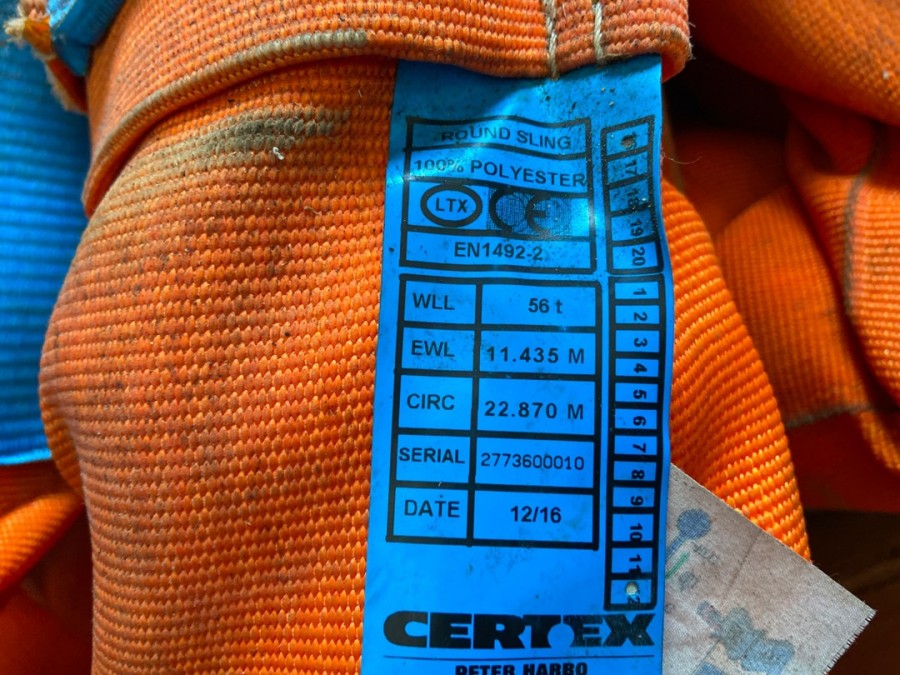 ROUND SLING
100% POLYESTER
LTX CE
EN1492-2
WLL 56 t
EWL 11.435 M
CIRC 22.870 M
SERIAL 2773600010
DATE 12/16
17
18
19
20
1
2
3
4
5
6
7
8
9
10
11
12
CERTEX
PETER HARBO